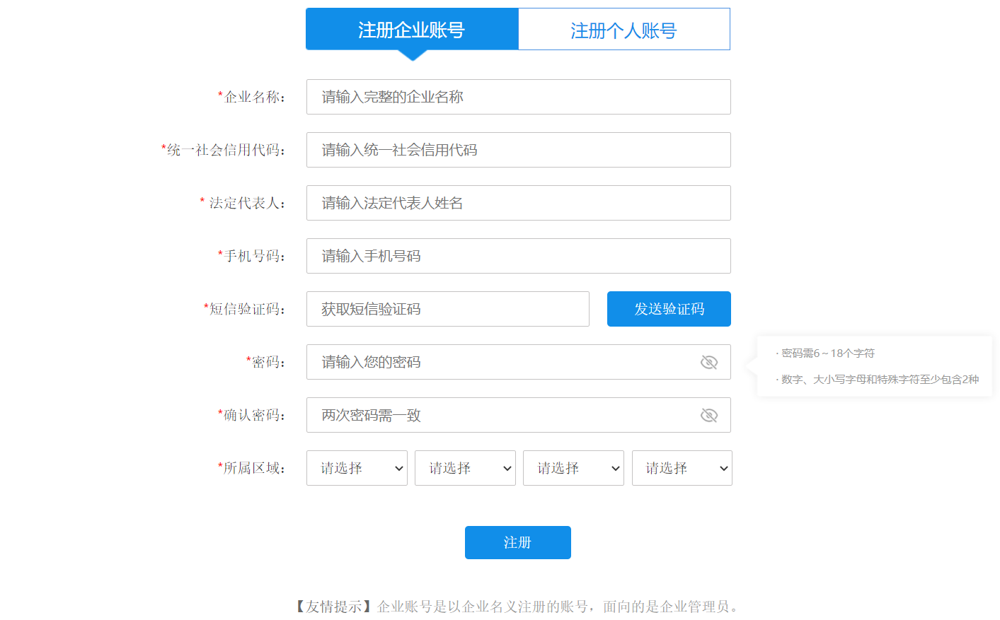 注册企业账号 注册个人账号
*企业名称： 请输入完整的企业名称
*统一社会信用代码： 请输入统一社会信用代码
* 法定代表人： 请输入法定代表人姓名
*手机号码： 请输入手机号码
*短信验证码： 获取短信验证码 发送验证码
*密码： 请输入您的密码
· 密码需6～18个字符
· 数字、大小写字母和特殊字符至少包含2种
*确认密码： 两次密码需一致
*所属区域： 请选择 请选择 请选择 请选择
注册
【友情提示】企业账号是以企业名义注册的账号，面向的是企业管理员。